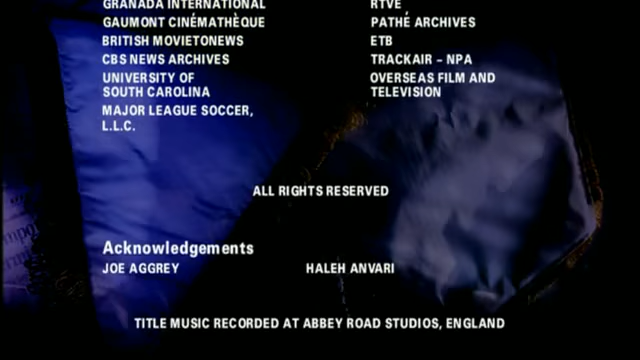 GRANADA INTERNATIONAL
GAUMONT CINÉMATHÈQUE
BRITISH MOVIETONEWS
CBS NEWS ARCHIVES
UNIVERSITY OF
SOUTH CAROLINA
MAJOR LEAGUE SOCCER,
L.L.C.
RTVE
PATHÉ ARCHIVES
ETB
TRACKAIR – NPA
OVERSEAS FILM AND
TELEVISION
ALL RIGHTS RESERVED
Acknowledgements
JOE AGGREY
HALEH ANVARI
TITLE MUSIC RECORDED AT ABBEY ROAD STUDIOS, ENGLAND